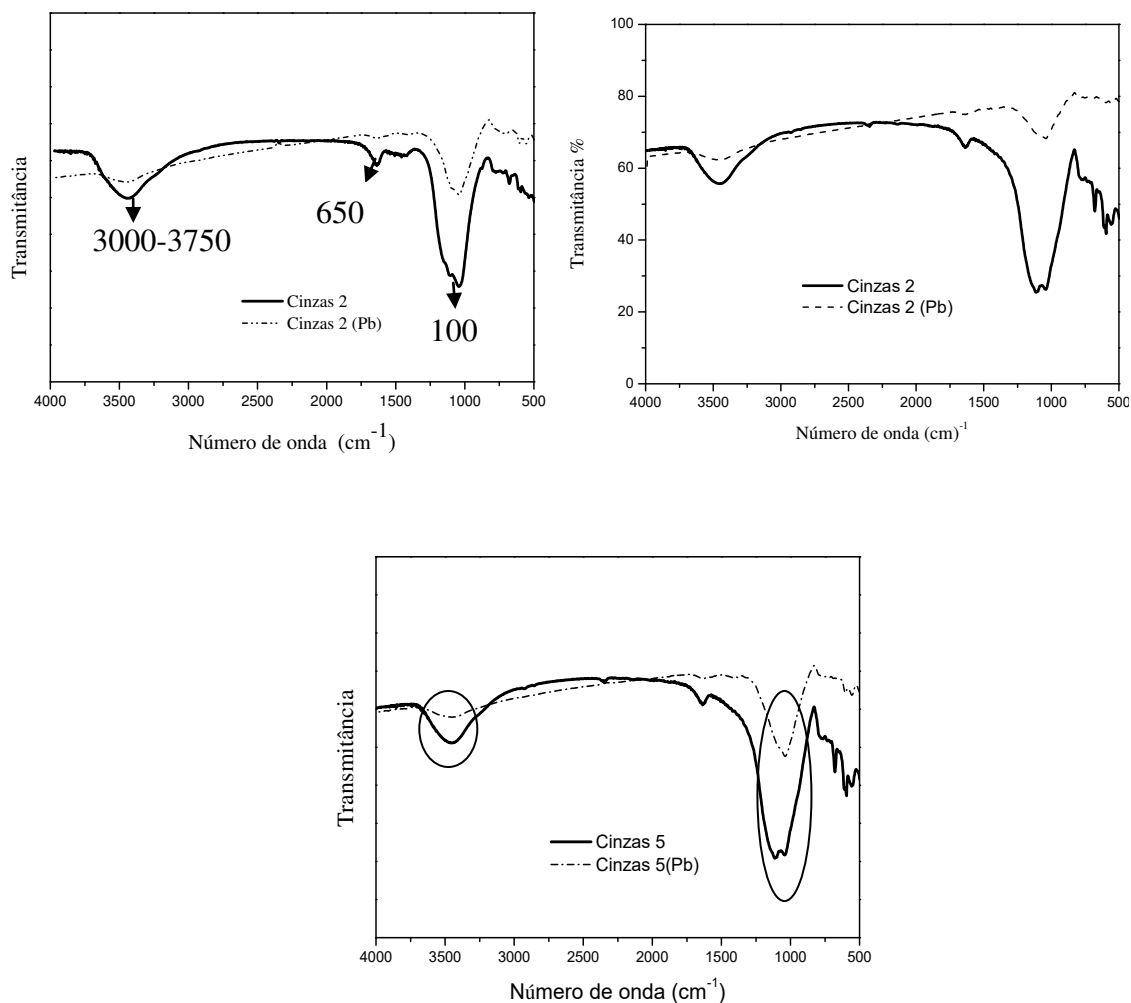 Transmitância
3000-3750
650
100
Cinzas 2
Cinzas 2 (Pb)
4000 3500 3000 2500 2000 1500 1000 500
Número de onda (cm-1)
Transmitância %
100
80
60
40
20
0
Cinzas 2
Cinzas 2 (Pb)
4000 3500 3000 2500 2000 1500 1000 500
Número de onda (cm)-1
Transmitância
Cinzas 5
Cinzas 5(Pb)
4000 3500 3000 2500 2000 1500 1000 500
Número de onda (cm-1)